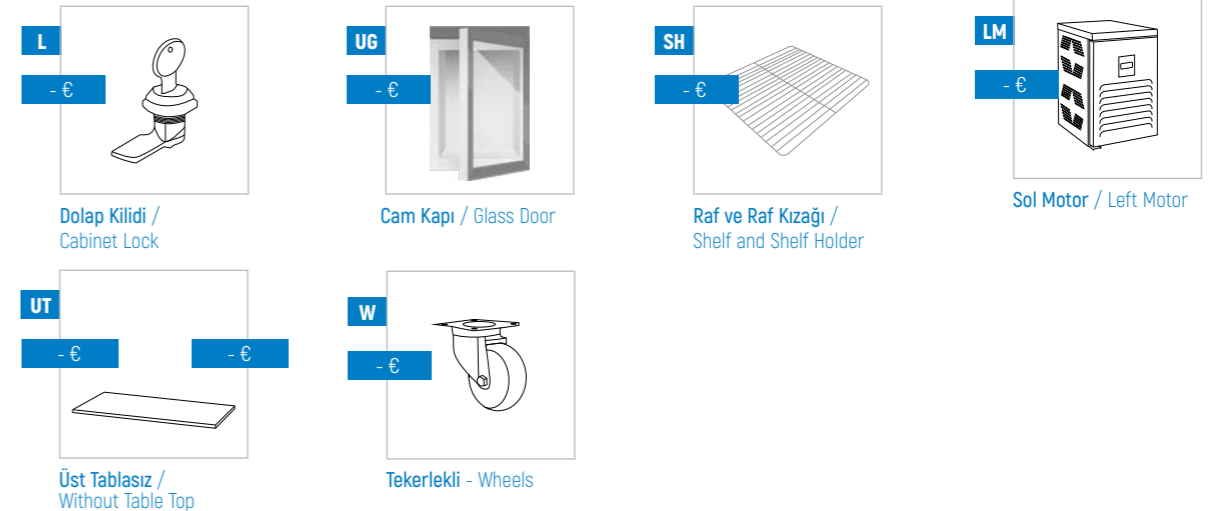 L
- €
Dolap Kilidi /
Cabinet Lock
UG
- €
Cam Kapı / Glass Door
SH
- €
Raf ve Raf Kızağı /
Shelf and Shelf Holder
LM
- €
Sol Motor / Left Motor
UT
- €
- €
Üst Tablasız /
Without Table Top
W
- €
Tekerlekli - Wheels